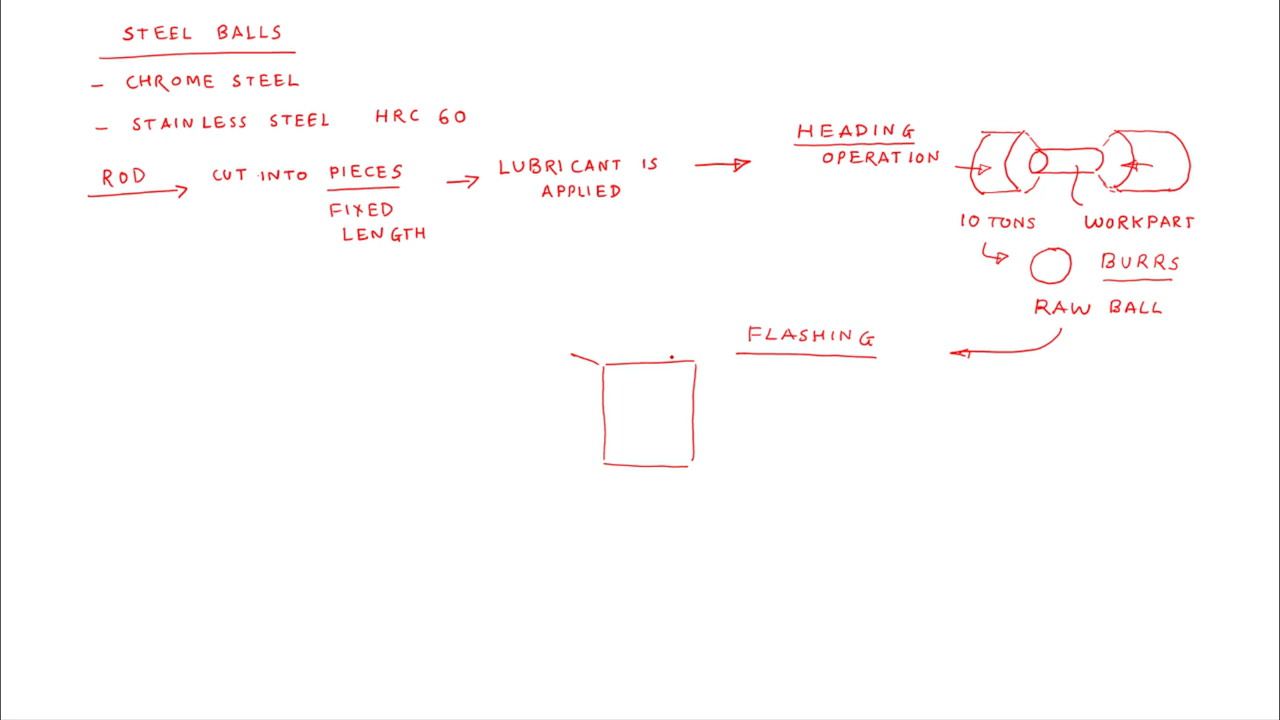 STEEL BALLS
- CHROME STEEL
- STAINLESS STEEL HRC 60
ROD
CUT INTO PIECES
FIXED
LENGTH
LUBRICANT IS
APPLIED
HEADING
OPERATION
10 TONS
WORKPART
BURRS
RAW BALL
FLASHING